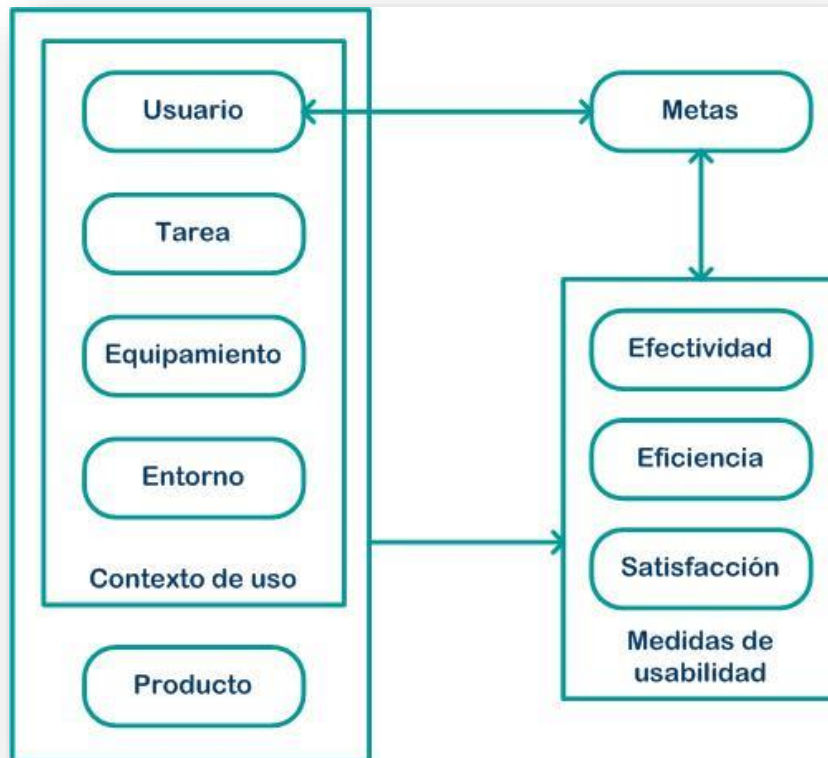 Usuario
Tarea
Equipamiento
Entorno
Contexto de uso
Producto
Metas
Efectividad
Eficiencia
Satisfacción
Medidas de
usabilidad